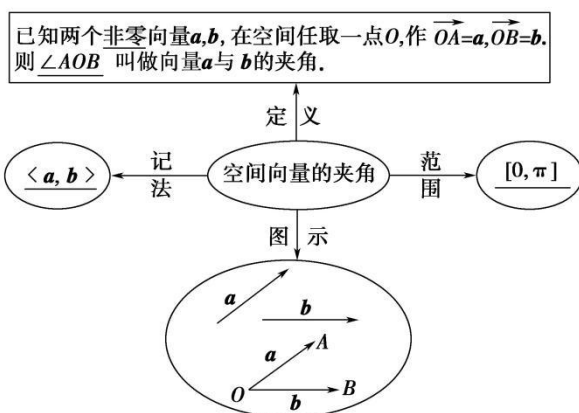 已知两个非零向量a,b,在空间任取一点O,作 $\overrightarrow{OA}$=a,$\overrightarrow{OB}$=b.
则 ∠AOB 叫做向量a与 b的夹角.
定 义
〈a, b〉
记
法
空间向量的夹角
范
围
[0, π]
图 示
a
b
a
A
O
B
b